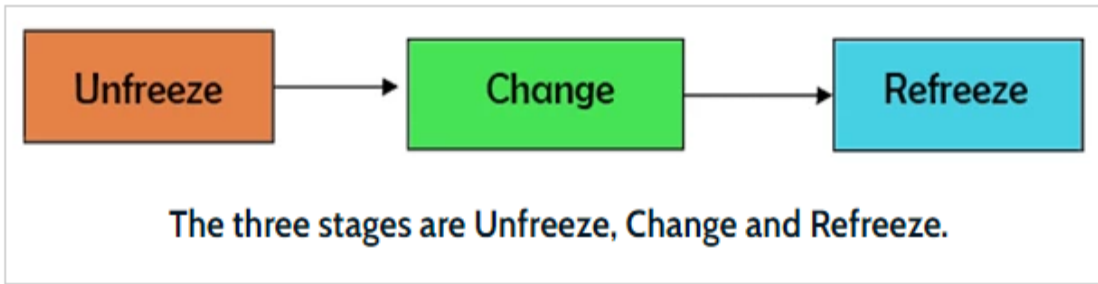 Unfreeze
Change
Refreeze
The three stages are Unfreeze, Change and Refreeze.